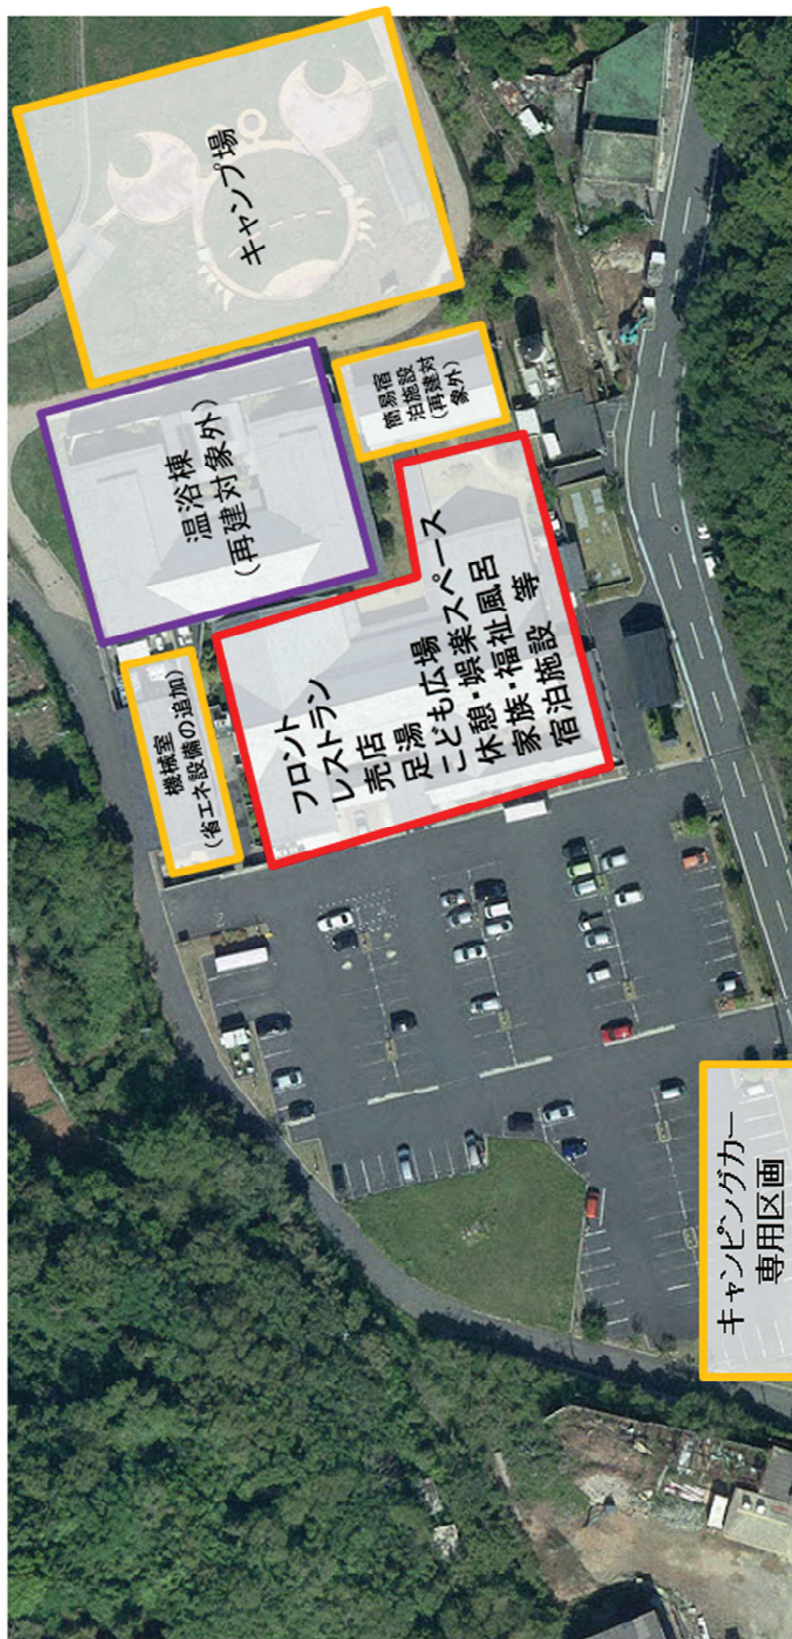 キャンプ場
温浴棟
(再建対象外)
簡易宿
泊施設
(再建対
象外)
機械室
(省エネ設備の追加)
フロント
レストラン
売店
足湯
こども広場
休憩・娯楽スペース
家族・福祉風呂
宿泊施設　等
キャンピングカー
専用区画